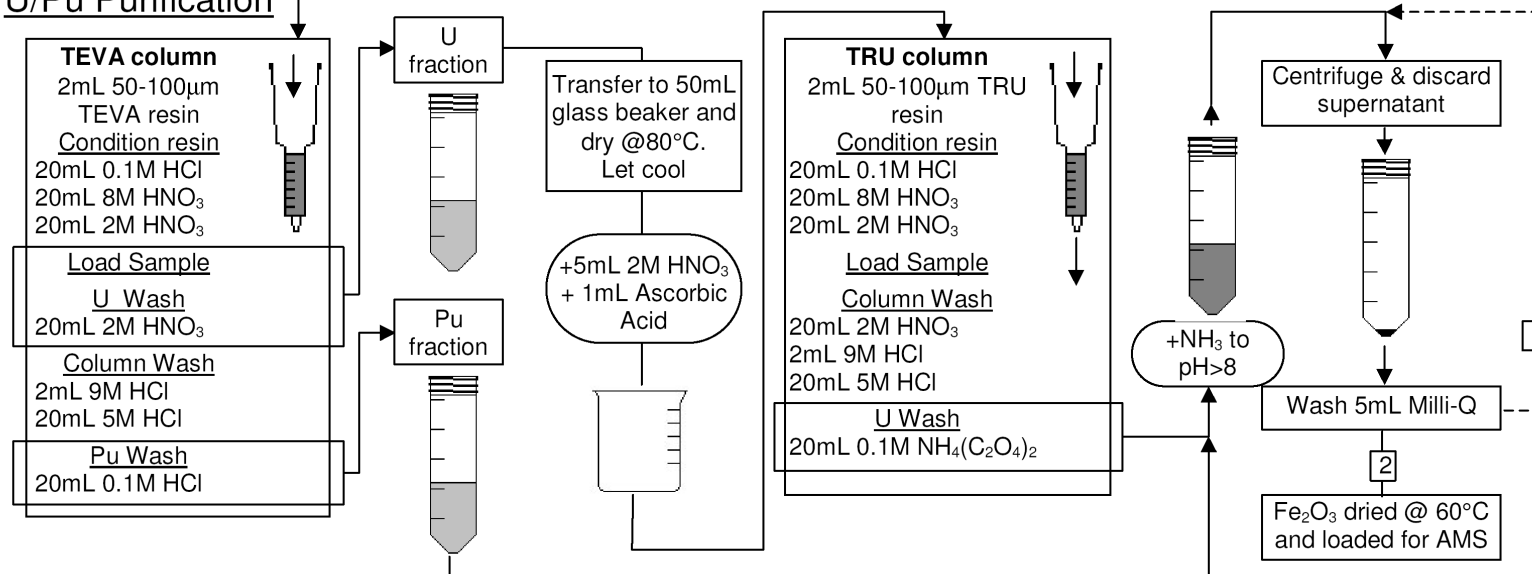 U/Pu Purification
TEVA column
2mL 50-100μm
TEVA resin
Condition resin
20mL 0.1M HCl
20mL 8M HNO₃
20mL 2M HNO₃
Load Sample
U Wash
20mL 2M HNO₃
Column Wash
2mL 9M HCl
20mL 5M HCl
Pu Wash
20mL 0.1M HCl
U
fraction
Pu
fraction
Transfer to 50mL
glass beaker and
dry @80°C.
Let cool
+5mL 2M HNO₃
+ 1mL Ascorbic
Acid
TRU column
2mL 50-100μm TRU
resin
Condition resin
20mL 0.1M HCl
20mL 8M HNO₃
20mL 2M HNO₃
Load Sample
Column Wash
20mL 2M HNO₃
2mL 9M HCl
20mL 5M HCl
U Wash
20mL 0.1M NH₄(C₂O₄)₂
+NH₃ to
pH>8
Centrifuge & discard
supernatant
Wash 5mL Milli-Q
2
Fe₂O₃ dried @ 60°C
and loaded for AMS